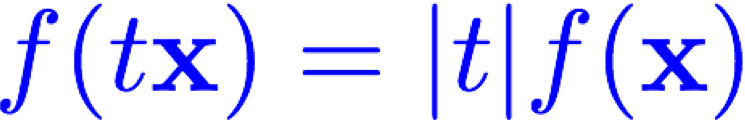 f(t𝐱) = |t|f(𝐱)